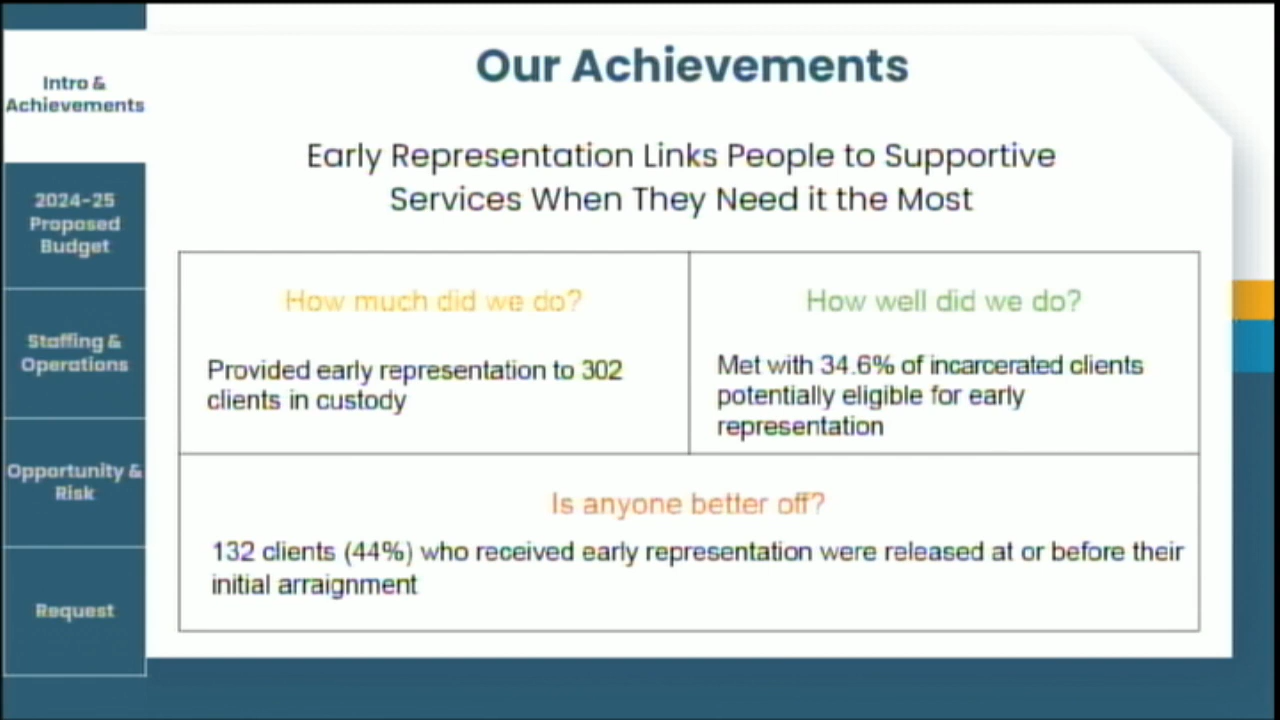 Our Achievements
Intro &
Achievements
2024-25
Proposed
Budget
Staffing &
Operations
Opportunity &
Risk
Request
Early Representation Links People to Supportive
Services When They Need it the Most
How much did we do?
Provided early representation to 302
clients in custody
How well did we do?
Met with 34.6% of incarcerated clients
potentially eligible for early
representation
Is anyone better off?
132 clients (44%) who received early representation were released at or before their
initial arraignment